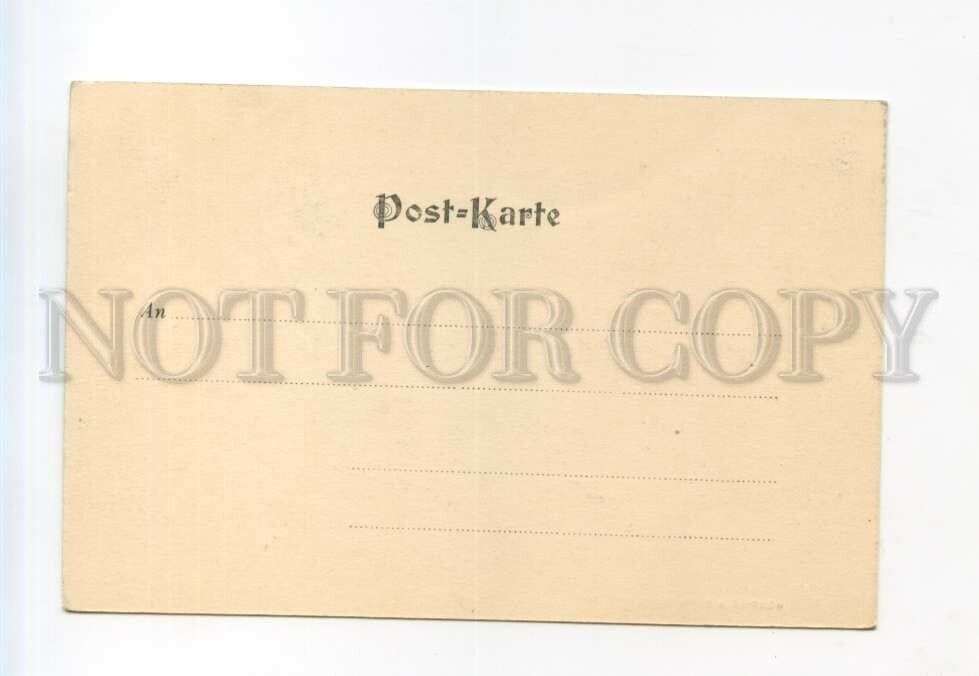 Post=Karte
An
NOT FOR COPY